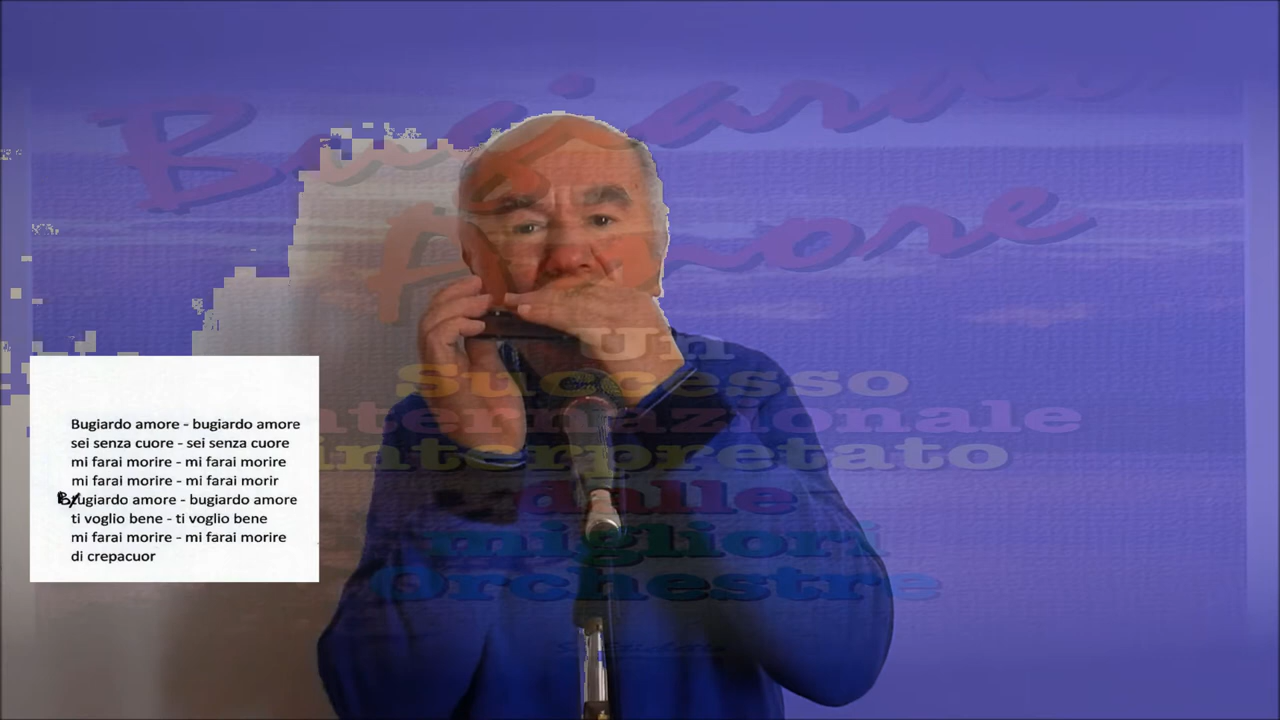 Bugiardo
Amore
Un
Successo
Internazionale
interpretato
dalle
migliori
Orchestre
Bugiardo amore - bugiardo amore
sei senza cuore - sei senza cuore
mi farai morire - mi farai morire
mi farai morire - mi farai morir
Bugiardo amore - bugiardo amore
ti voglio bene - ti voglio bene
mi farai morire - mi farai morire
di crepacuor